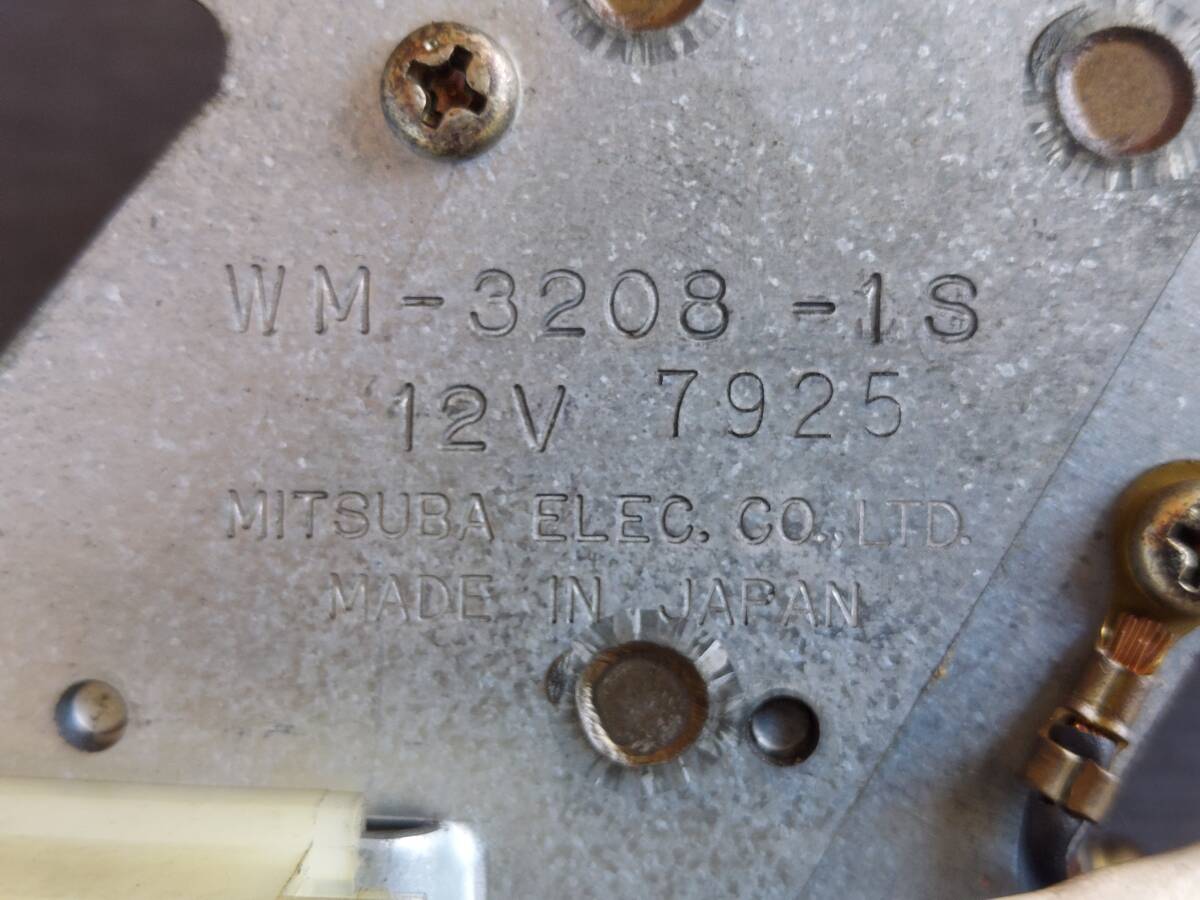 WM-3208-1S
12V 7925
MITSUBA ELEC. CO., LTD.
MADE IN JAPAN